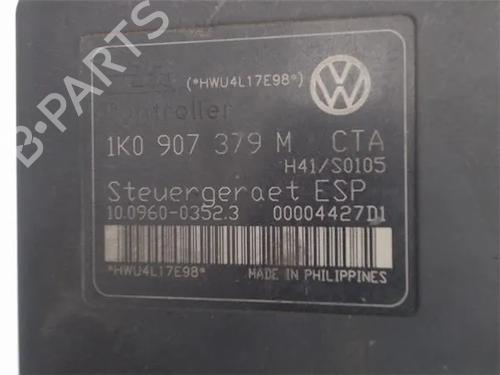 (*HWU4L17E98*)
Controller
1K0 907 379 M CTA
H41/S0105
Steuergeraet ESP
10.0960-0352.3 00004427D1
*HWU4L17E98*
MADE IN PHILIPPINES
B-PARTS
B-PARTS